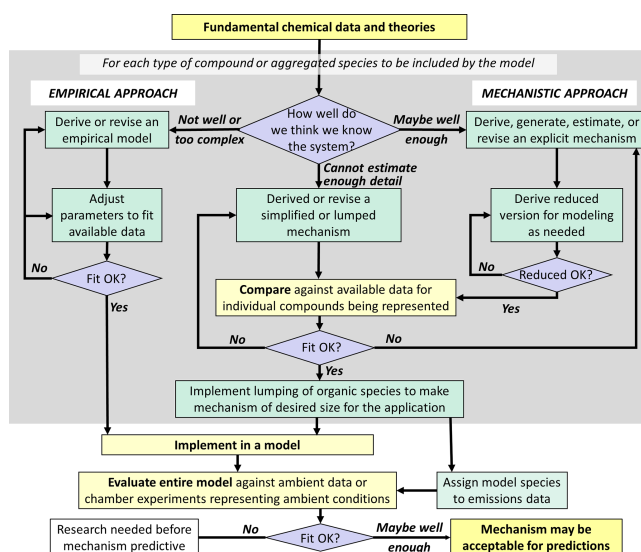 Fundamental chemical data and theories
For each type of compound or aggregated species to be included by the model
EMPIRICAL APPROACH
MECHANISTIC APPROACH
Derive or revise an
empirical model
Not well or
too complex
How well do
we think we know
the system?
Maybe well
enough
Derive, generate, estimate, or
revise an explicit mechanism
Cannot estimate
enough detail
Adjust
parameters to fit
available data
Derived or revise a
simplified or lumped
mechanism
Derive reduced
version for modeling
as needed
No
Fit OK?
Yes
No
Reduced OK?
Yes
Compare against available data for
individual compounds being represented
No
Fit OK?
No
Yes
Implement lumping of organic species to make
mechanism of desired size for the application
Implement in a model
Evaluate entire model against ambient data or
chamber experiments representing ambient conditions
Assign model species
to emissions data
Research needed before
mechanism predictive
No
Fit OK?
Maybe well
enough
Mechanism may be
acceptable for predictions